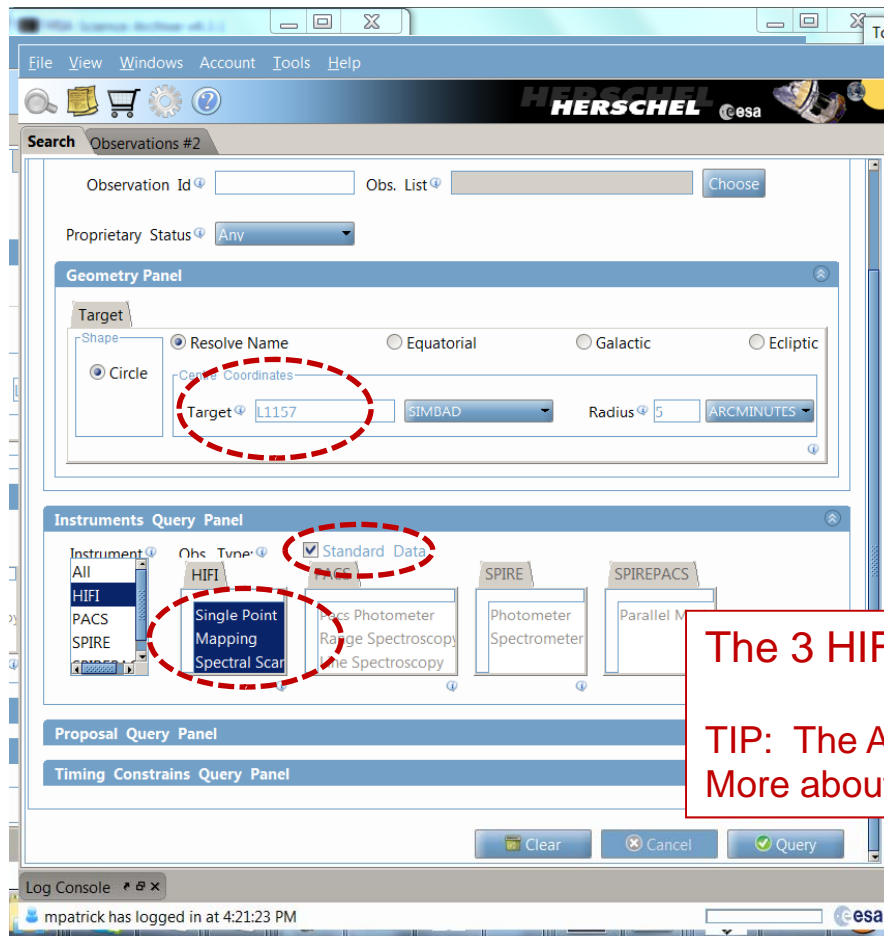 To
File View Windows Account Tools Help
HERSCHEL esa
Search Observations #2
Observation Id Obs. List Choose
Proprietary Status Any
Geometry Panel
Target
Shape Resolve Name Equatorial Galactic Ecliptic
Circle Centre Coordinates
Target L1157 SIMBAD Radius 5 ARCMINUTES
Instruments Query Panel
Instrument Obs. Type: Standard Data
All HIFI PACS SPIRE SPIREPACS
HIFI
PACS Single Point Pacs Photometer Photometer Parallel M
SPIRE Mapping Range Spectroscopy Spectrometer
Spectral Scan Line Spectroscopy
The 3 HIF
Proposal Query Panel
TIP: The A
Timing Constrains Query Panel
More about
Clear Cancel Query
Log Console
mpatrick has logged in at 4:21:23 PM esa